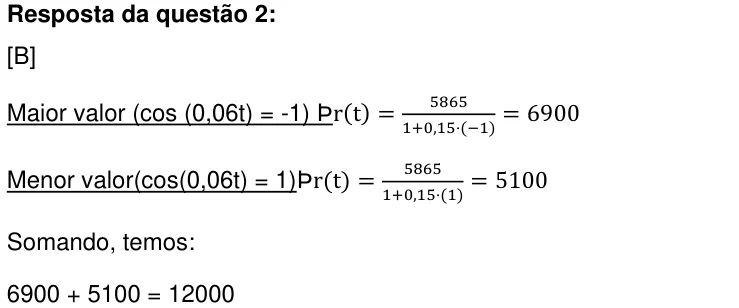 Resposta da questão 2:
[B]
Maior valor (cos (0,06t) = -1) Þr(t) = 5865/(1+0,15·(−1)) = 6900
Menor valor(cos(0,06t) = 1)Þr(t) = 5865/(1+0,15·(1)) = 5100
Somando, temos:
6900 + 5100 = 12000